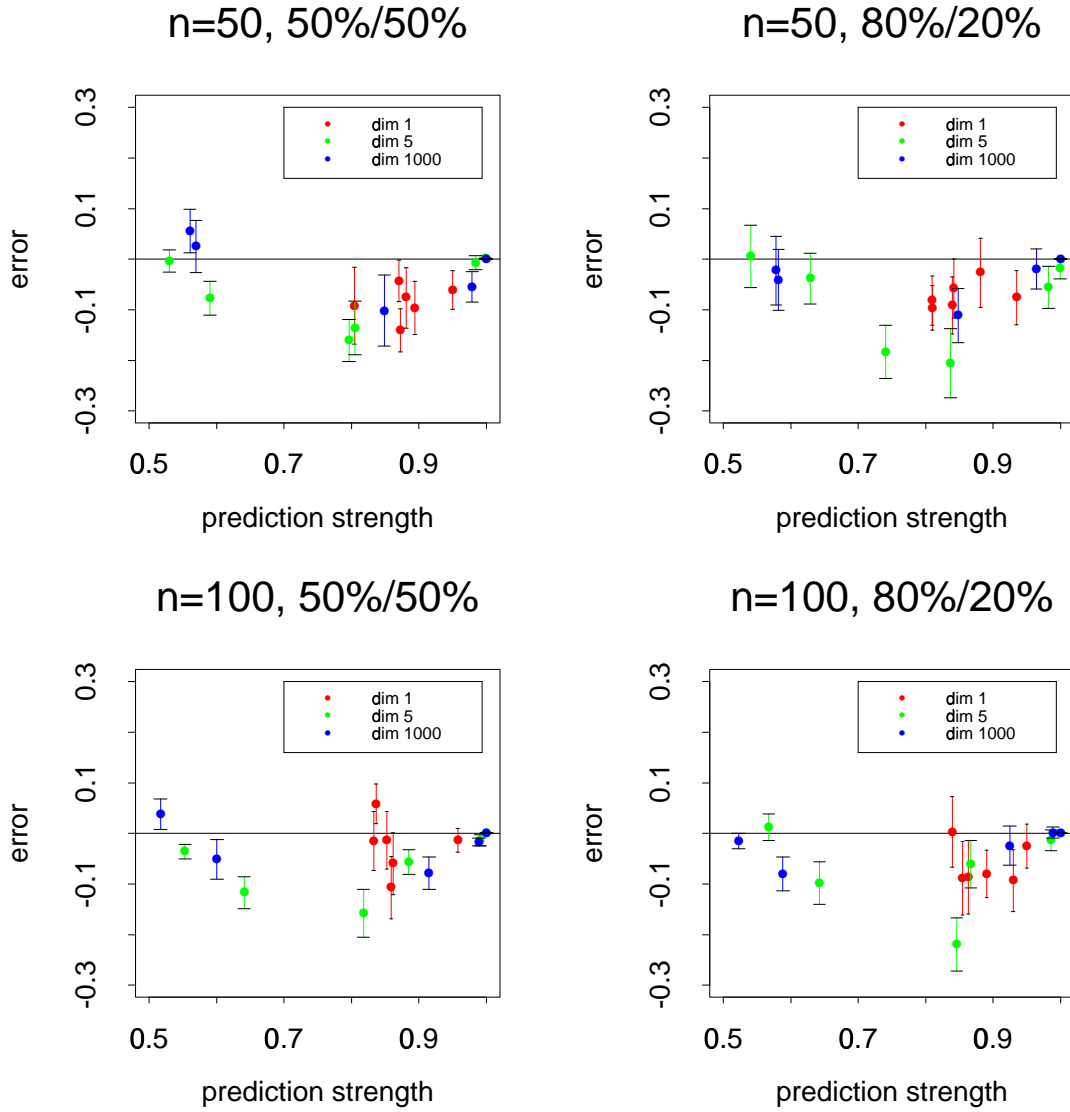 n=50, 50%/50%
0.3
0.1
-0.1
-0.3
error
dim 1
dim 5
dim 1000
0.5
0.7
0.9
prediction strength
n=50, 80%/20%
0.3
0.1
-0.1
-0.3
error
dim 1
dim 5
dim 1000
0.5
0.7
0.9
prediction strength
n=100, 50%/50%
0.3
0.1
-0.1
-0.3
error
dim 1
dim 5
dim 1000
0.5
0.7
0.9
prediction strength
n=100, 80%/20%
0.3
0.1
-0.1
-0.3
error
dim 1
dim 5
dim 1000
0.5
0.7
0.9
prediction strength